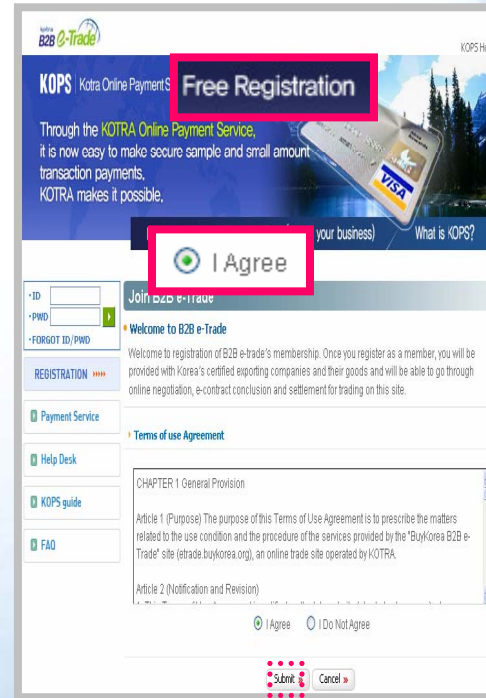 kotra
B2B e-Trade
KOPS H
KOPS Kotra Online Payment S
Free Registration
Through the KOTRA Online Payment Service,
it is now easy to make secure sample and small amount
transaction payments,
KOTRA makes it possible,
VISA
your business)
What is KOPS?
I Agree
Join B2B e-Trade
ID
PWD
FORGOT ID/PWD
REGISTRATION
Payment Service
Help Desk
KOPS guide
FAQ
Welcome to B2B e-Trade
Welcome to registration of B2B e-trade's membership. Once you register as a member, you will be
provided with Korea's certified exporting companies and their goods and will be able to go through
online negotiation, e-contract conclusion and settlement for trading on this site.
Terms of use Agreement
CHAPTER 1 General Provision
Article 1 (Purpose) The purpose of this Terms of Use Agreement is to prescribe the matters
related to the use condition and the procedure of the services provided by the "BuyKorea B2B e-
Trade" site (etrade.buykorea.org), an online trade site operated by KOTRA.
Article 2 (Notification and Revision)
I Agree
I Do Not Agree
Submit »
Cancel »